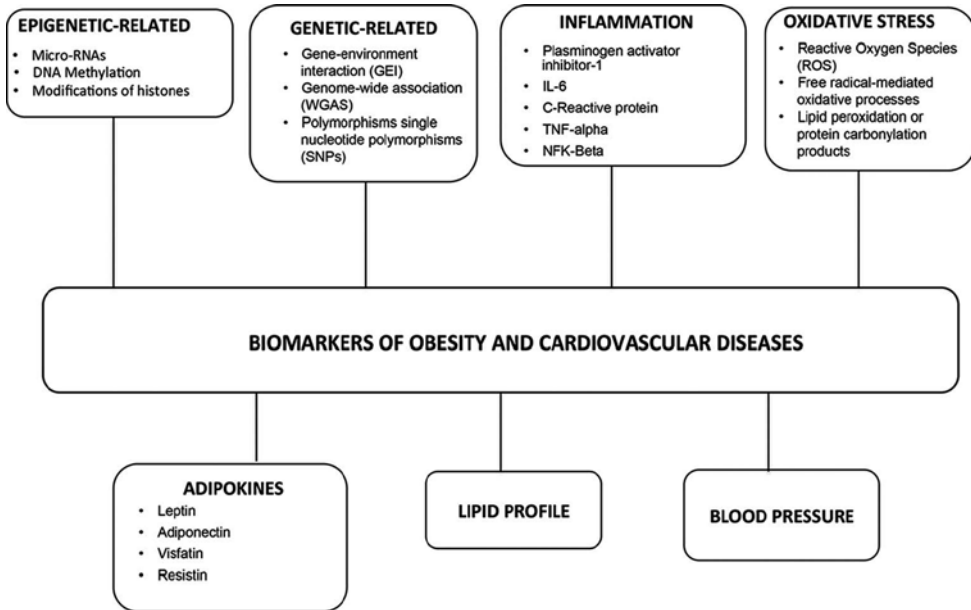 EPIGENETIC-RELATED
• Micro-RNAs
• DNA Methylation
• Modifications of histones
GENETIC-RELATED
• Gene-environment
interaction (GEI)
• Genome-wide association
(WGAS)
• Polymorphisms single
nucleotide polymorphisms
(SNPs)
INFLAMMATION
• Plasminogen activator
inhibitor-1
• IL-6
• C-Reactive protein
• TNF-alpha
• NFK-Beta
OXIDATIVE STRESS
• Reactive Oxygen Species
(ROS)
• Free radical-mediated
oxidative processes
• Lipid peroxidation or
protein carbonylation
products
BIOMARKERS OF OBESITY AND CARDIOVASCULAR DISEASES
ADIPOKINES
• Leptin
• Adiponectin
• Visfatin
• Resistin
LIPID PROFILE
BLOOD PRESSURE